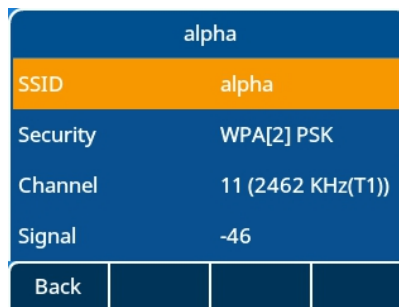 alpha
SSID alpha
Security WPA[2] PSK
Channel 11 (2462 KHz(T1))
Signal -46
Back